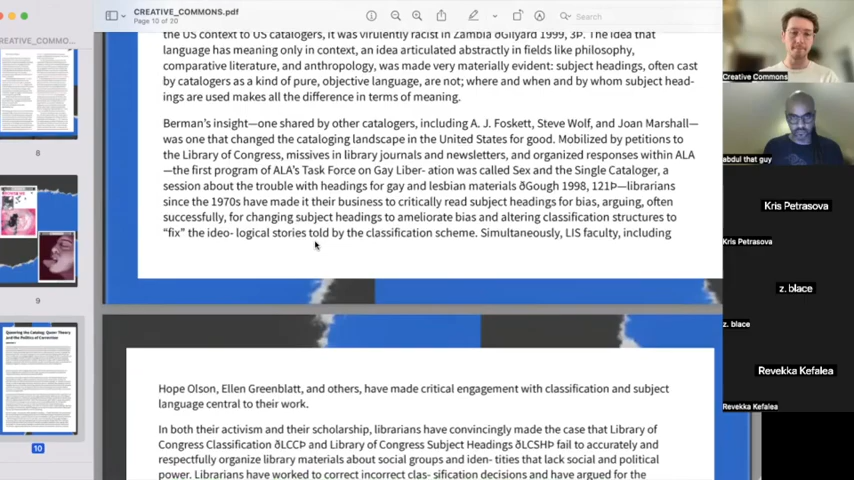 CREATIVE_COMMONS.pdf
Page 10 of 20
Search
CREATIVE_COMMO...
8
9
Queering the Catalog: Queer Theory
and the Politics of Correction
10
the US context to US catalogers, it was virulently racist in Zambia ðGilyard 1999, 3Þ. The idea that
language has meaning only in context, an idea articulated abstractly in fields like philosophy,
comparative literature, and anthropology, was made very materially evident: subject headings, often cast
by catalogers as a kind of pure, objective language, are not; where and when and by whom subject head-
ings are used makes all the difference in terms of meaning.
Berman's insight—one shared by other catalogers, including A. J. Foskett, Steve Wolf, and Joan Marshall—
was one that changed the cataloging landscape in the United States for good. Mobilized by petitions to
the Library of Congress, missives in library journals and newsletters, and organized responses within ALA
—the first program of ALA's Task Force on Gay Liber- ation was called Sex and the Single Cataloger, a
session about the trouble with headings for gay and lesbian materials ðGough 1998, 121Þ—librarians
since the 1970s have made it their business to critically read subject headings for bias, arguing, often
successfully, for changing subject headings to ameliorate bias and altering classification structures to
“fix” the ideo- logical stories told by the classification scheme. Simultaneously, LIS faculty, including
Hope Olson, Ellen Greenblatt, and others, have made critical engagement with classification and subject
language central to their work.
In both their activism and their scholarship, librarians have convincingly made the case that Library of
Congress Classification ðLCCÞ and Library of Congress Subject Headings ðLCSHÞ fail to accurately and
respectfully organize library materials about social groups and iden- tities that lack social and political
power. Librarians have worked to correct incorrect clas- sification decisions and have argued for the
Creative Commons
abdul that guy
Kris Petrasova
Kris Petrasova
z. blace
z. blace
Revekka Kefalea
Revekka Kefalea